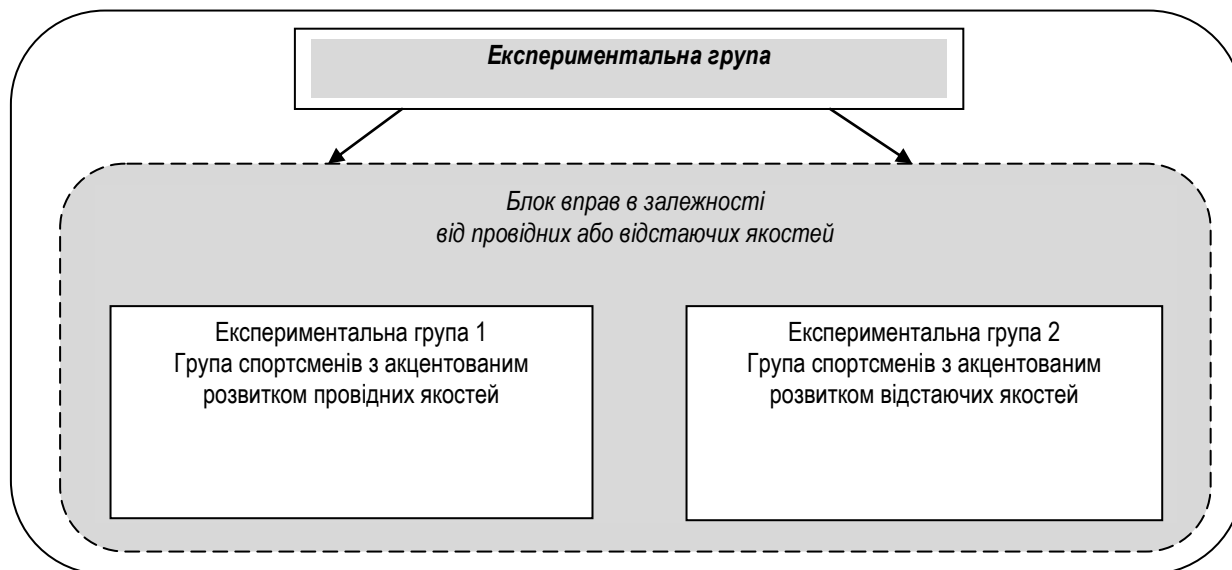 Експериментальна група
Блок вправ в залежності
від провідних або відстаючих якостей
Експериментальна група 1
Група спортсменів з акцентованим
розвитком провідних якостей
Експериментальна група 2
Група спортсменів з акцентованим
розвитком відстаючих якостей